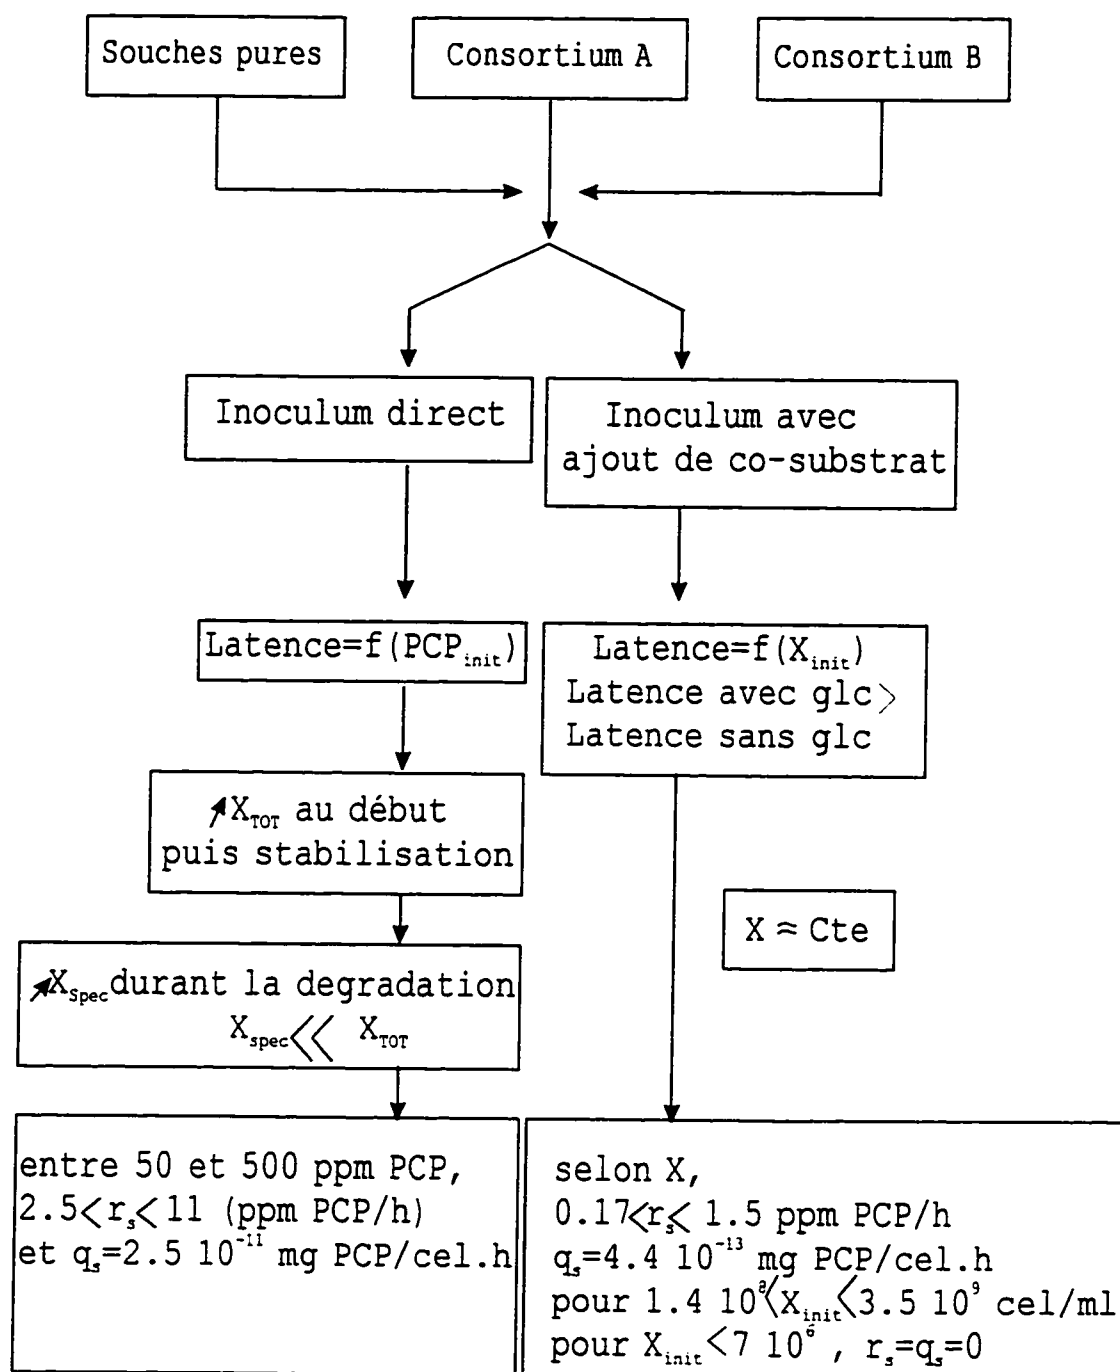 Souches pures
Consortium A
Consortium B
Inoculum direct
Inoculum avec
ajout de co-substrat
Latence=f(PCP_init)
Latence=f(X_init)
Latence avec glc >
Latence sans glc
↗X_TOT au début
puis stabilisation
X ≈ Cte
↗X_Spec durant la degradation
X_spec << X_TOT
entre 50 et 500 ppm PCP,
2.5<r_s<11 (ppm PCP/h)
et q_s=2.5 10^-11 mg PCP/cel.h
selon X,
0.17<r_s< 1.5 ppm PCP/h
q_s=4.4 10^-13 mg PCP/cel.h
pour 1.4 10^8<X_init<3.5 10^9 cel/ml
pour X_init<7 10^6, r_s=q_s=0